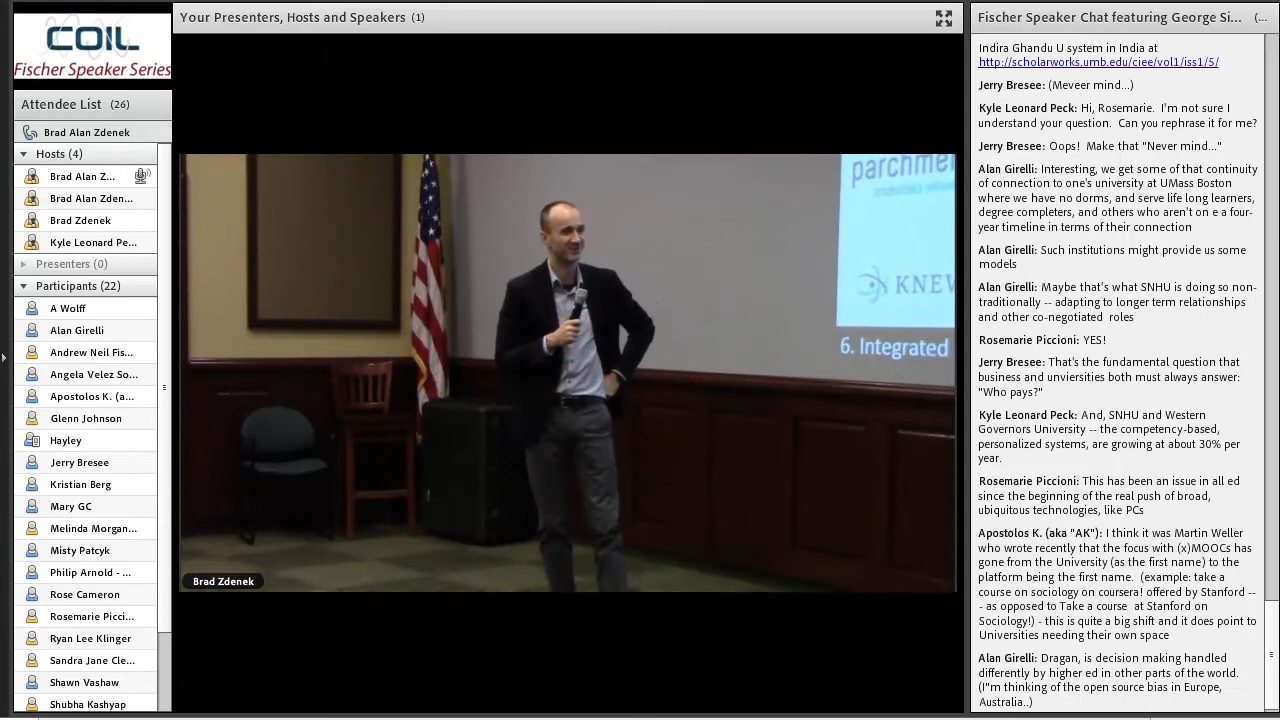 COIL
Fischer Speaker Series
Attendee List (26)
Brad Alan Zdenek
Hosts (4)
Brad Alan Z...
Brad Alan Zden...
Brad Zdenek
Kyle Leonard Pe...
Presenters (0)
Participants (22)
A Wolff
Alan Girelli
Andrew Neil Fis...
Angela Velez So...
Apostolos K. (a...
Glenn Johnson
Hayley
Jerry Bresee
Kristian Berg
Mary GC
Melinda Morgan...
Misty Patcyk
Philip Arnold - ...
Rose Cameron
Rosemarie Picci...
Ryan Lee Klinger
Sandra Jane Cle...
Shawn Vashaw
Shubha Kashyap
Your Presenters, Hosts and Speakers (1)
parchme
KNEW
6. Integrated
Brad Zdenek
Fischer Speaker Chat featuring George Si... (...
Indira Ghandu U system in India at
http://scholarworks.umb.edu/ciee/vol1/iss1/5/
Jerry Bresee: (Meveer mind...)
Kyle Leonard Peck: Hi, Rosemarie. I'm not sure I
understand your question. Can you rephrase it for me?
Jerry Bresee: Oops! Make that "Never mind..."
Alan Girelli: Interesting, we get some of that continuity
of connection to one's university at UMass Boston
where we have no dorms, and serve life long learners,
degree completers, and others who aren't on e a four-
year timeline in terms of their connection
Alan Girelli: Such institutions might provide us some
models
Alan Girelli: Maybe that's what SNHU is doing so non-
traditionally -- adapting to longer term relationships
and other co-negotiated roles
Rosemarie Piccioni: YES!
Jerry Bresee: That's the fundamental question that
business and unviersities both must always answer:
"Who pays?"
Kyle Leonard Peck: And, SNHU and Western
Governors University -- the competency-based,
personalized systems, are growing at about 30% per
year.
Rosemarie Piccioni: This has been an issue in all ed
since the beginning of the real push of broad,
ubiquitous technologies, like PCs
Apostolos K. (aka "AK"): I think it was Martin Weller
who wrote recently that the focus with (x)MOOCs has
gone from the University (as the first name) to the
platform being the first name. (example: take a
course on sociology on coursera! offered by Stanford --
- as opposed to Take a course at Stanford on
Sociology!) - this is quite a big shift and it does point to
Universities needing their own space
Alan Girelli: Dragan, is decision making handled
differently by higher ed in other parts of the world.
(I"m thinking of the open source bias in Europe,
Australia..)